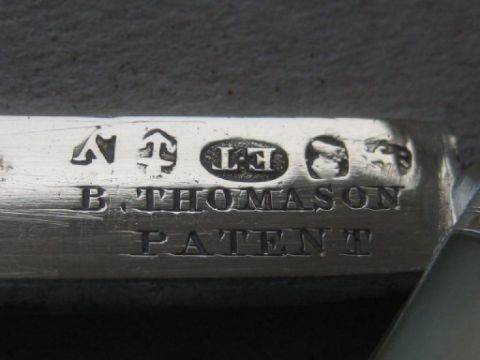 E·T
B. THOMASON
PATENT